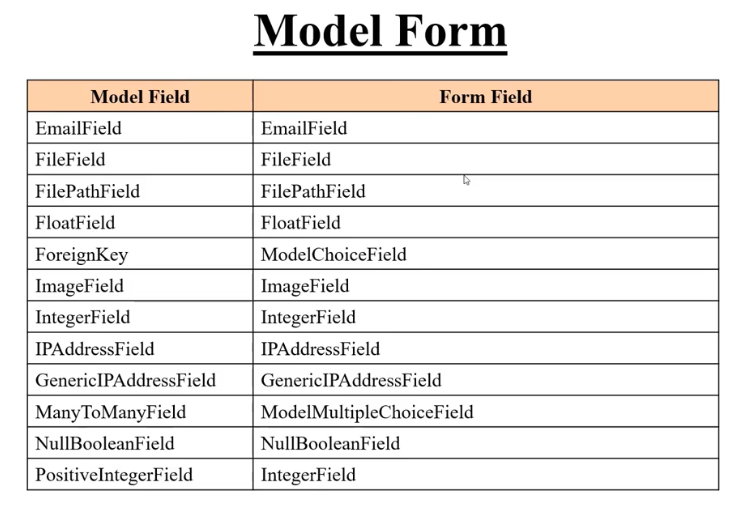 Model Form
Model Field Form Field
EmailField EmailField
FileField FileField
FilePathField FilePathField
FloatField FloatField
ForeignKey ModelChoiceField
ImageField ImageField
IntegerField IntegerField
IPAddressField IPAddressField
GenericIPAddressField GenericIPAddressField
ManyToManyField ModelMultipleChoiceField
NullBooleanField NullBooleanField
PositiveIntegerField IntegerField